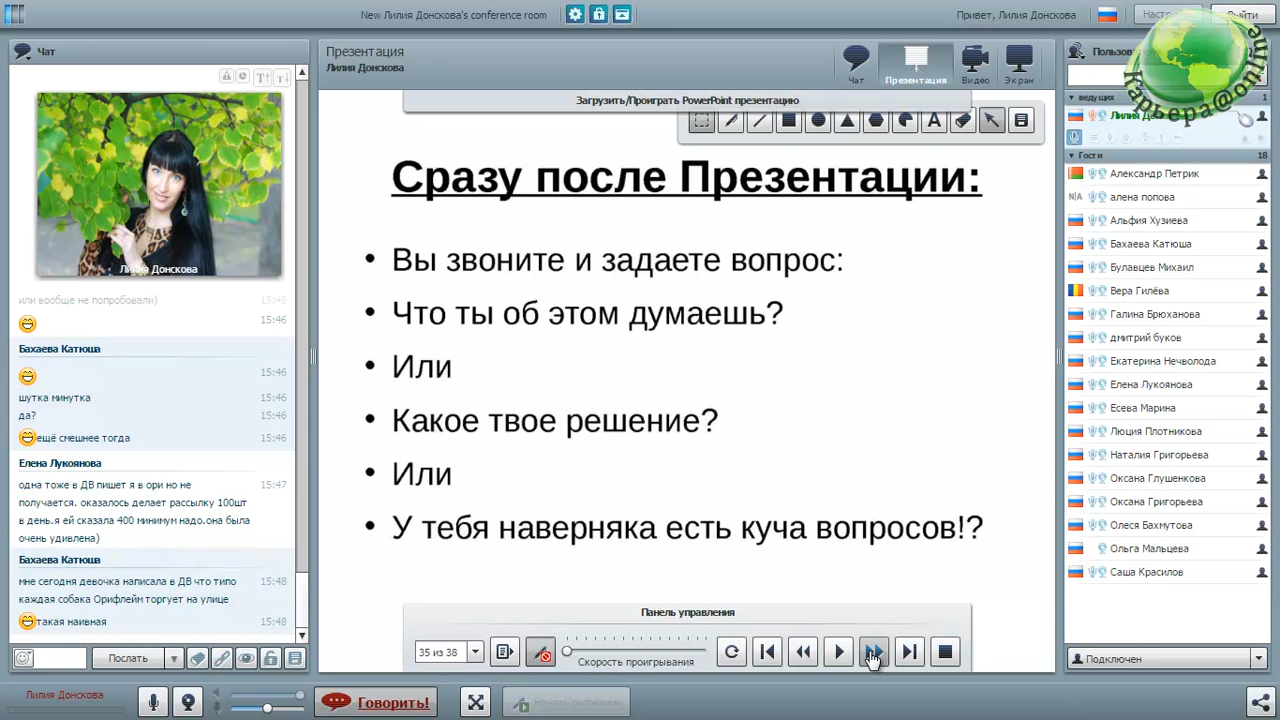 New Лилия Донскова's conference room
Привет, Лилия Донскова
Выйти
Карьера@online
Чат
Лилия Донскова
или вообще не попробовали)
15:45
15:46
Бахаева Катюша
15:46
шутка минутка
15:46
да?
15:46
ещё смешнее тогда
15:46
Елена Лукоянова
одна тоже в ДВ пишет я в ори но не
15:47
получается. оказалось делает рассылку 100шт
в день.я ей сказала 400 минимум надо.она была
очень удивлена)
Бахаева Катюша
мне сегодня девочка написала в ДВ что типо
15:48
каждая собака Орифлейм торгует на улице
такая наивная
15:48
Послать
Презентация
Лилия Донскова
Чат
Презентация
Видео
Экран
Загрузить/Проиграть PowerPoint презентацию
Сразу после Презентации:
• Вы звоните и задаете вопрос:
• Что ты об этом думаешь?
• Или
• Какое твое решение?
• Или
• У тебя наверняка есть куча вопросов!?
Панель управления
35 из 38
Скорость проигрывания
ведущих
1
Гости
18
Александр Петрик
N|A
алена попова
Альфия Хузиева
Бахаева Катюша
Булавцев Михаил
Вера Гилёва
Галина Брюханова
дмитрий буков
Екатерина Нечволода
Елена Лукоянова
Есева Марина
Люция Плотникова
Наталия Григорьева
Оксана Глушенкова
Оксана Григорьева
Олеся Бахмутова
Ольга Мальцева
Саша Красилов
Подключен
Лилия Донскова
Говорить!